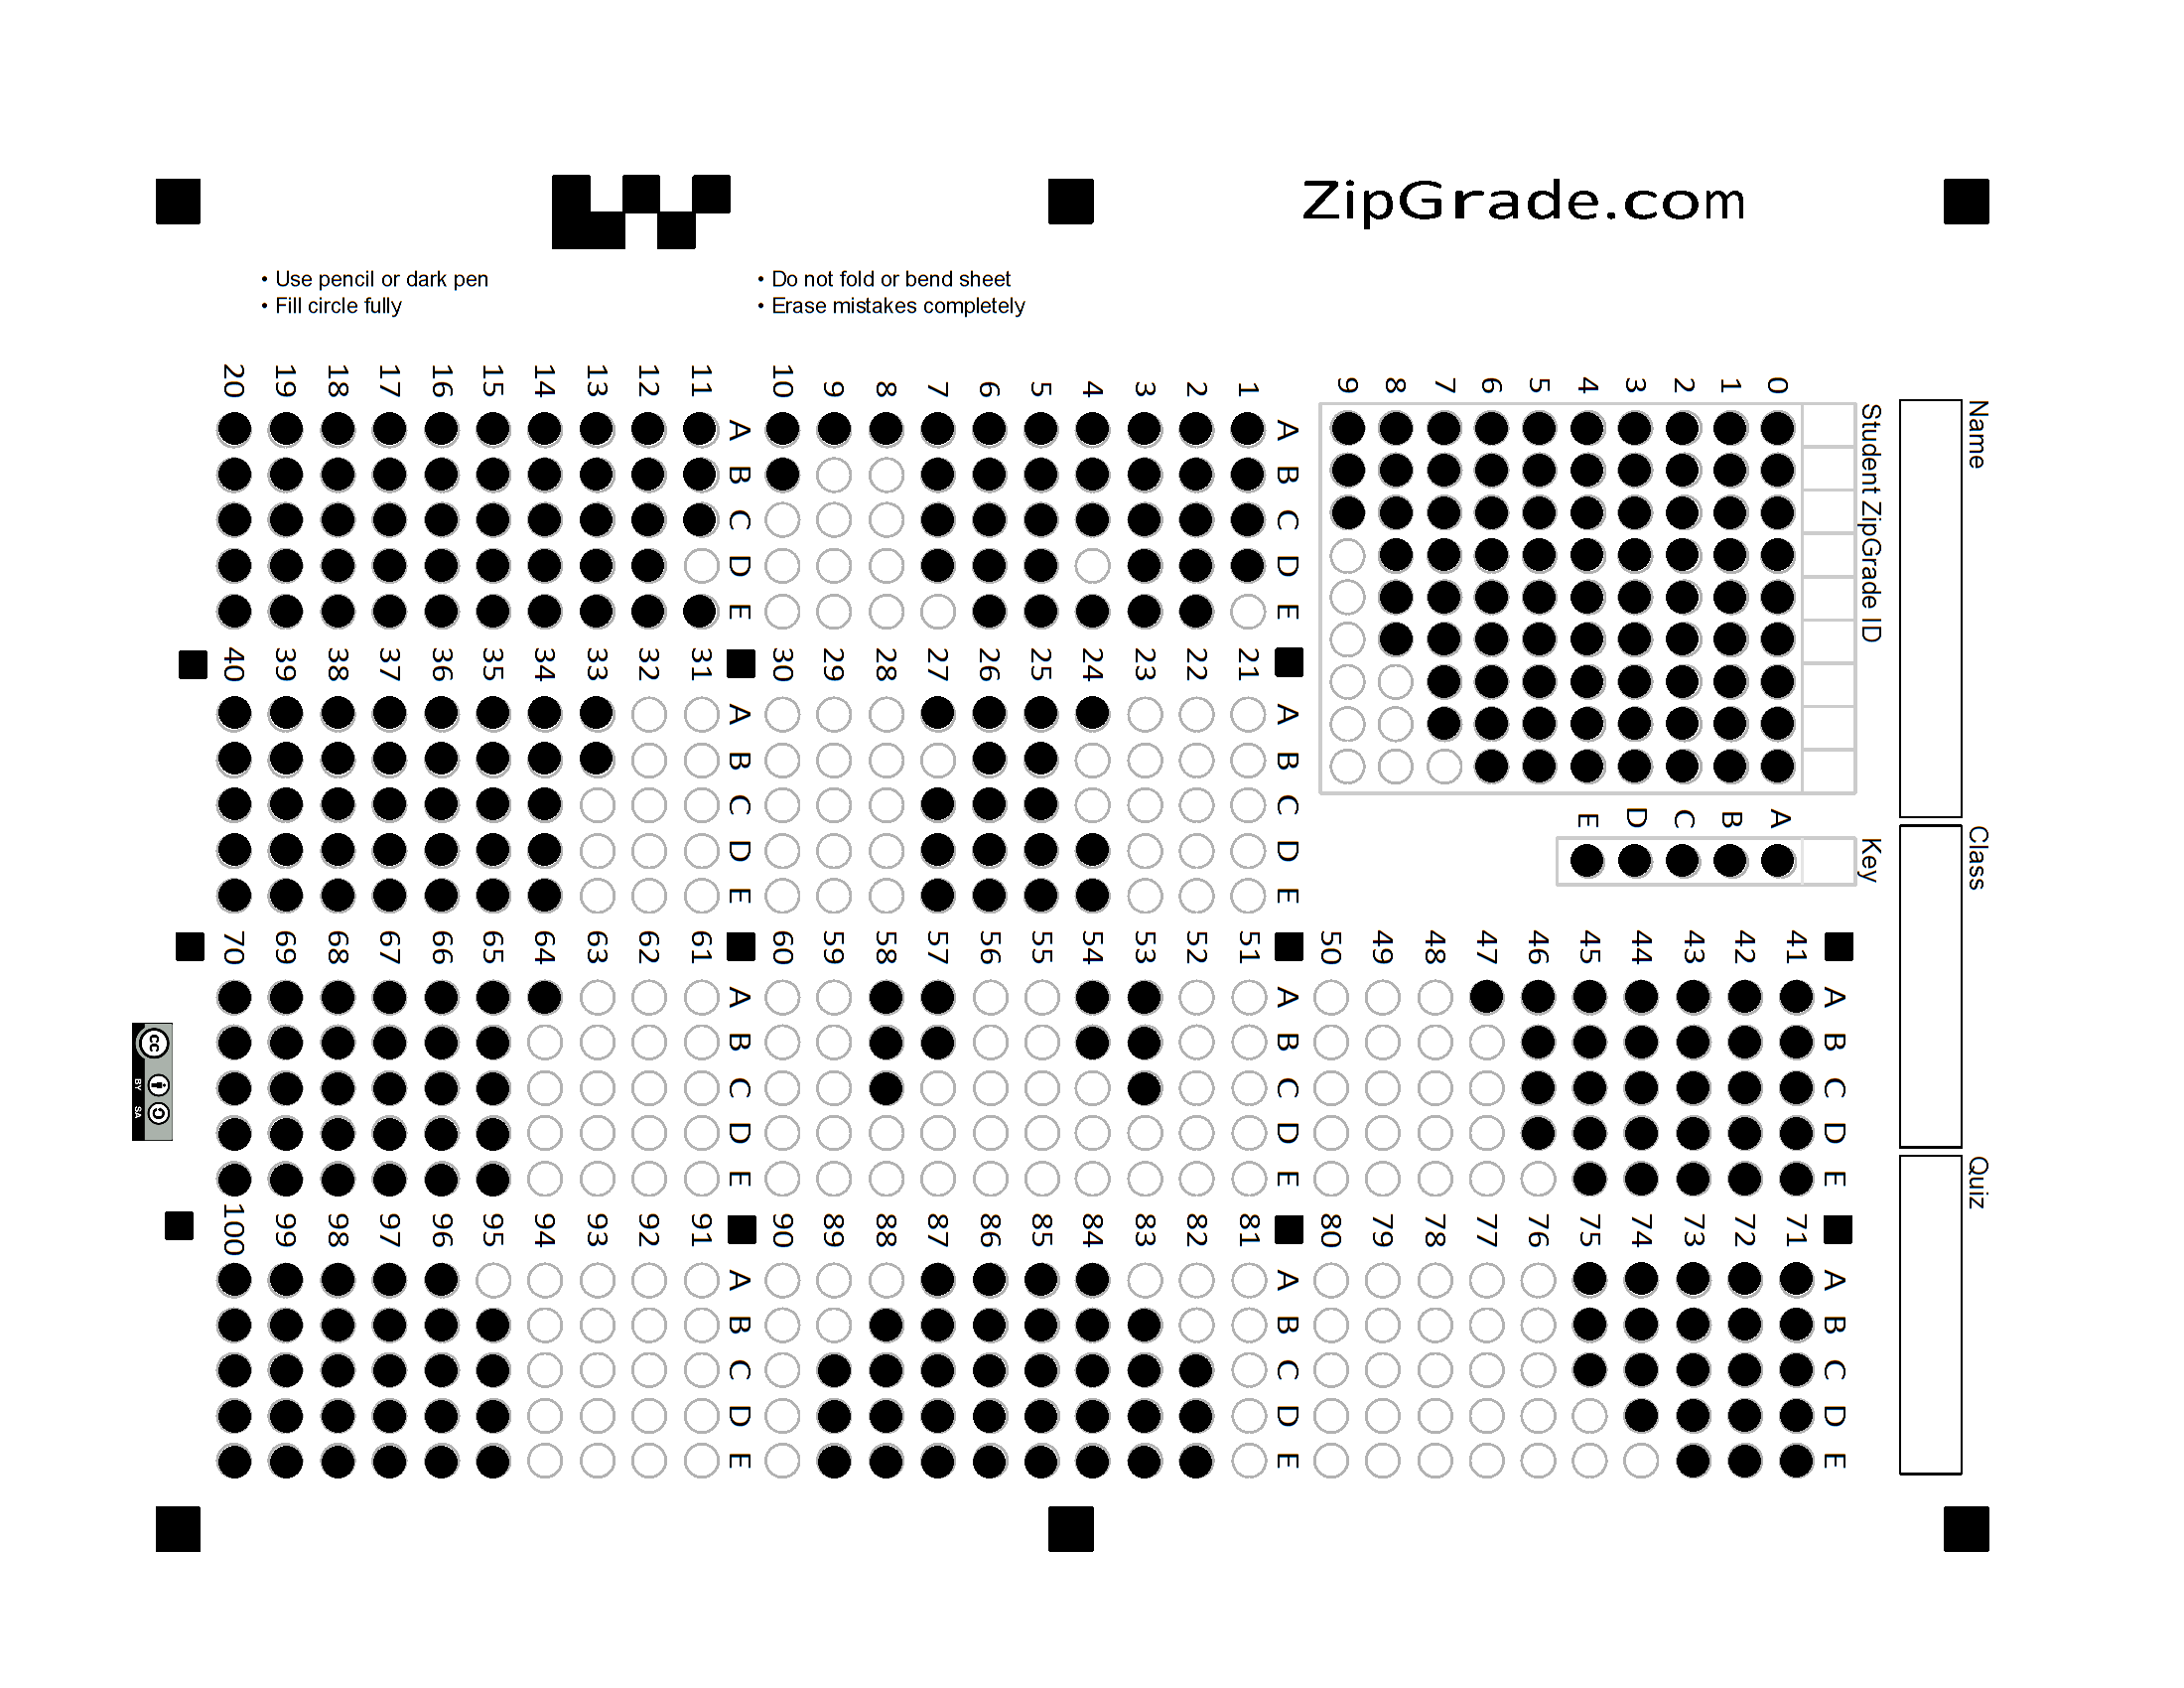 ZipGrade.com
• Use pencil or dark pen
• Fill circle fully
• Do not fold or bend sheet
• Erase mistakes completely
Name
Class
Quiz
Student ZipGrade ID
0 1 2 3 4 5 6 7 8 9
Key
A B C D E
A B C D E
1 2 3 4 5 6 7 8 9 10
A B C D E
11 12 13 14 15 16 17 18 19 20
A B C D E
21 22 23 24 25 26 27 28 29 30
A B C D E
31 32 33 34 35 36 37 38 39 40
A B C D E
41 42 43 44 45 46 47 48 49 50
A B C D E
51 52 53 54 55 56 57 58 59 60
A B C D E
61 62 63 64 65 66 67 68 69 70
A B C D E
71 72 73 74 75 76 77 78 79 80
A B C D E
81 82 83 84 85 86 87 88 89 90
A B C D E
91 92 93 94 95 96 97 98 99 100
cc
BY SA